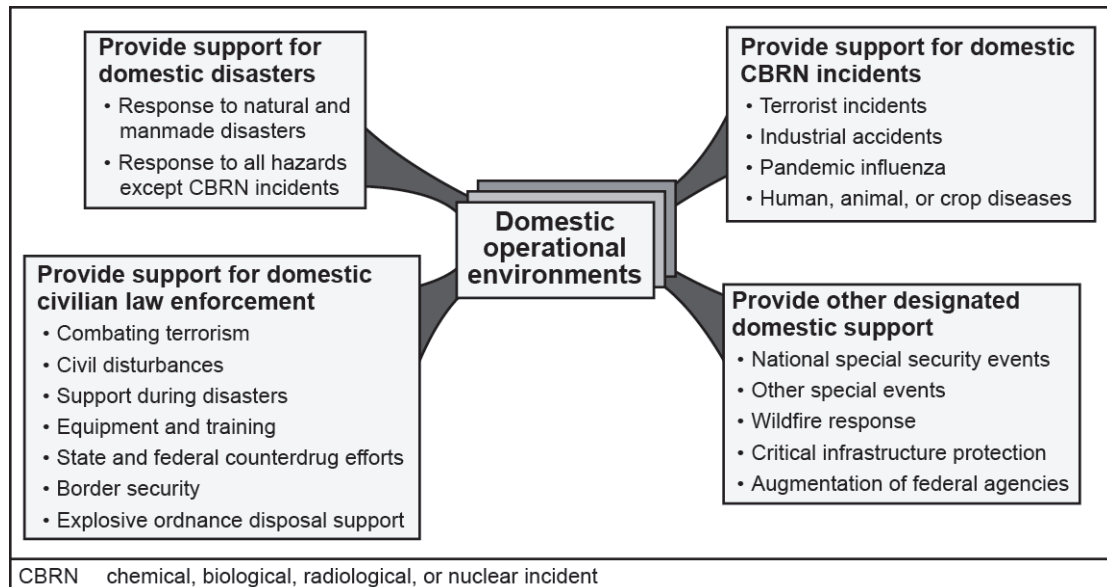 Provide support for
domestic disasters
• Response to natural and
manmade disasters
• Response to all hazards
except CBRN incidents
Provide support for domestic
CBRN incidents
• Terrorist incidents
• Industrial accidents
• Pandemic influenza
• Human, animal, or crop diseases
Domestic
operational
environments
Provide support for domestic
civilian law enforcement
• Combating terrorism
• Civil disturbances
• Support during disasters
• Equipment and training
• State and federal counterdrug efforts
• Border security
• Explosive ordnance disposal support
Provide other designated
domestic support
• National special security events
• Other special events
• Wildfire response
• Critical infrastructure protection
• Augmentation of federal agencies
CBRN chemical, biological, radiological, or nuclear incident